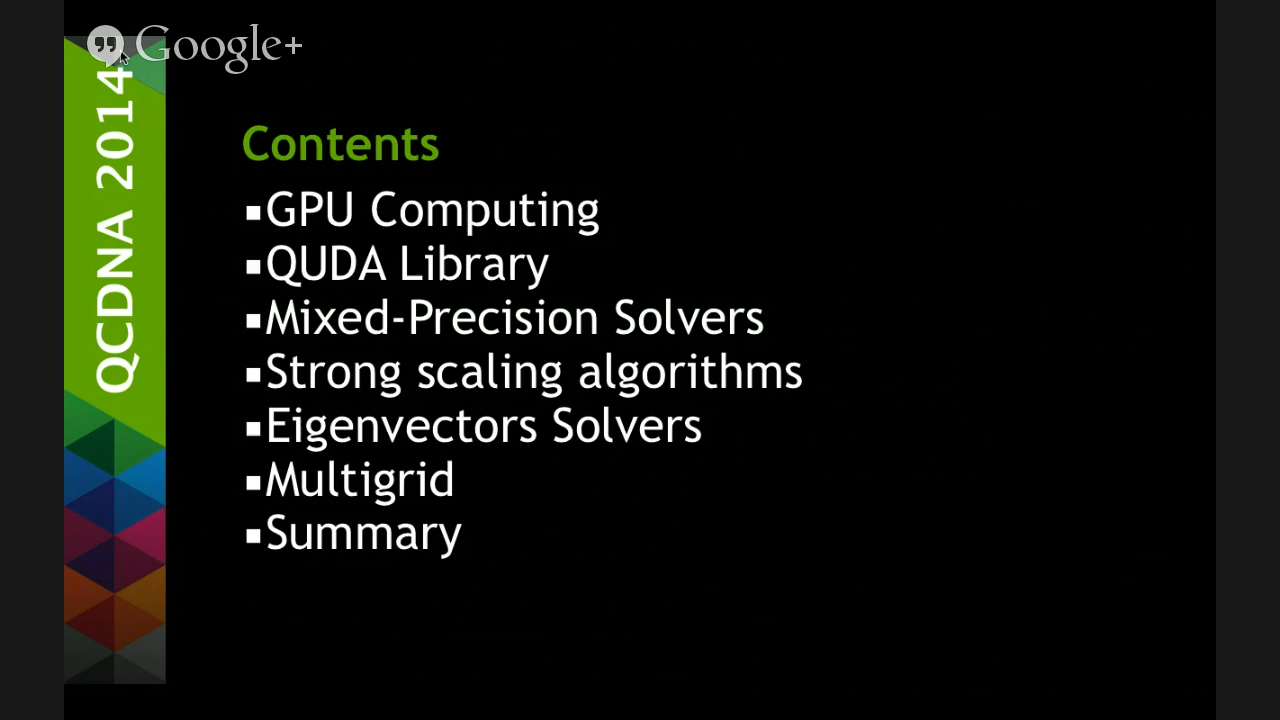 Google+
QCDNA 2014
Contents
▪GPU Computing
▪QUDA Library
▪Mixed-Precision Solvers
▪Strong scaling algorithms
▪Eigenvectors Solvers
▪Multigrid
▪Summary